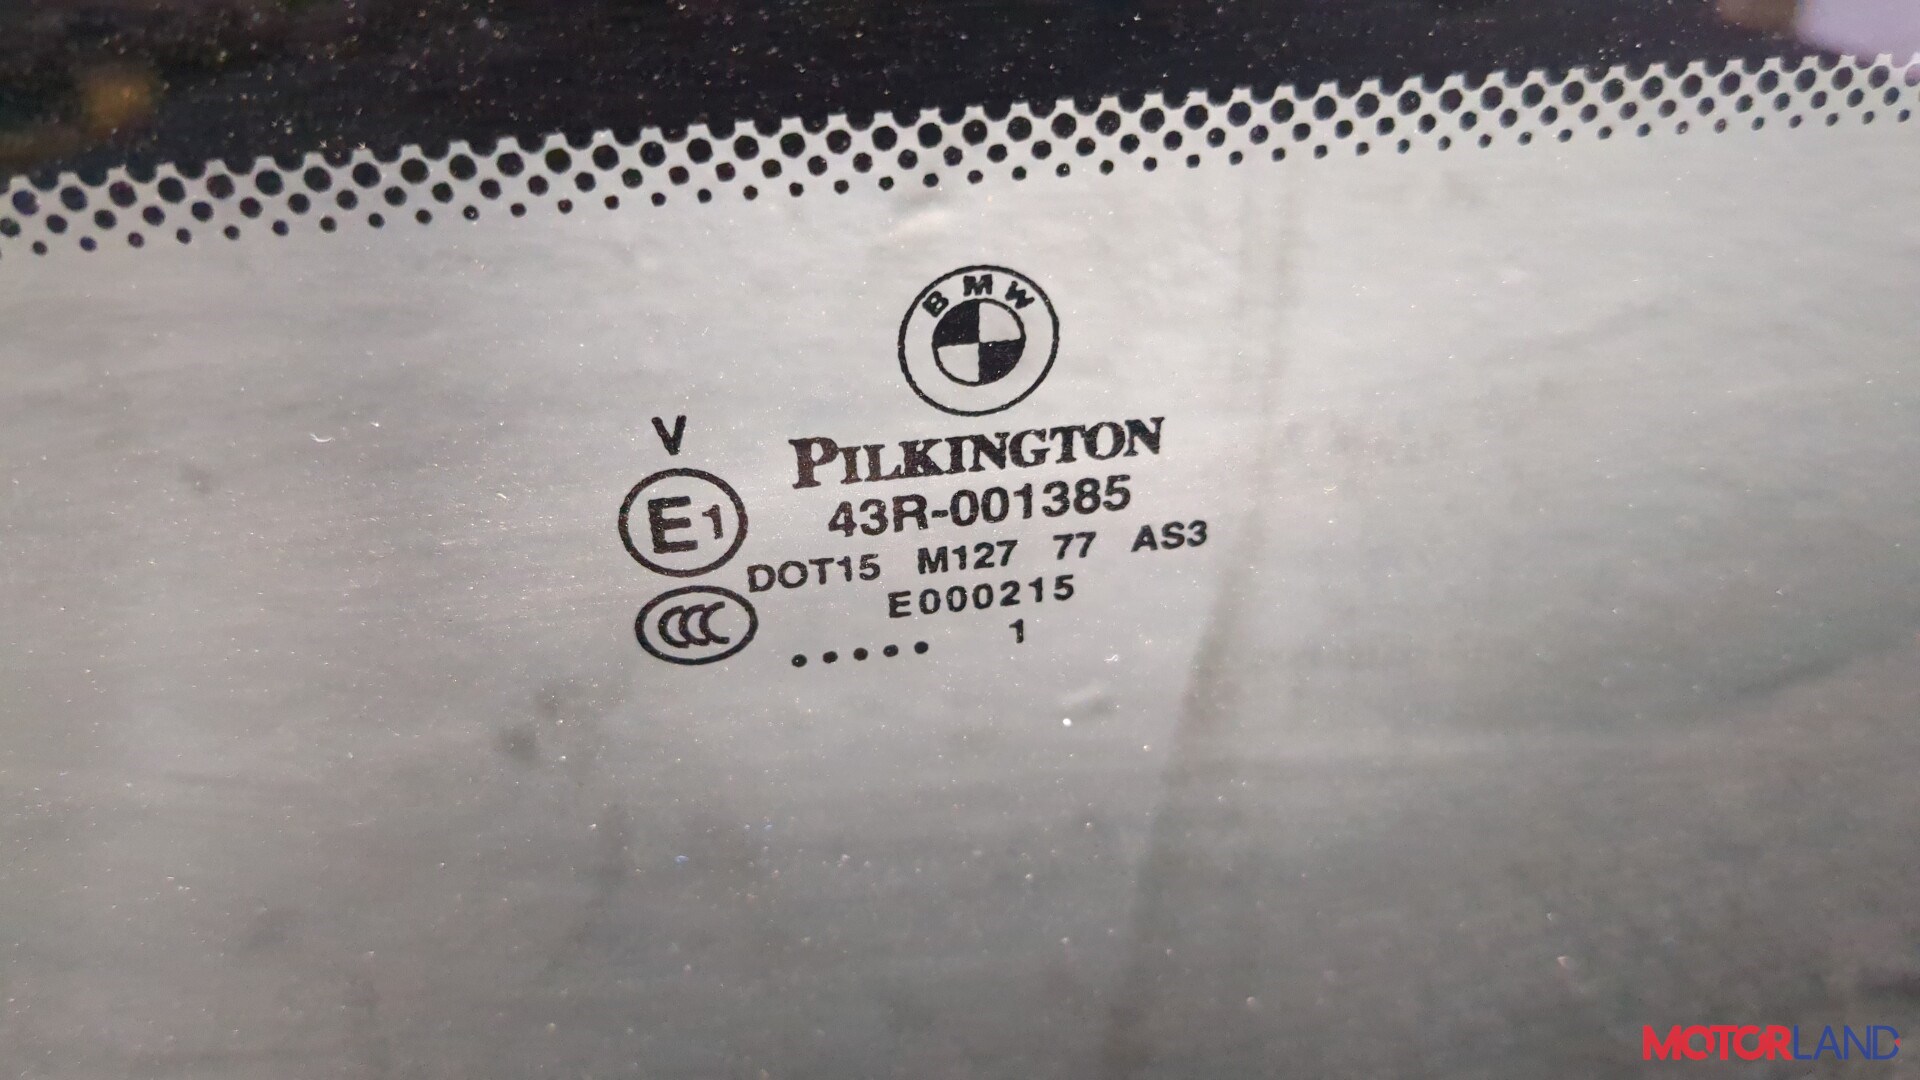 BMW
PILKINGTON
V
E1
43R-001385
DOT15 M127 77 AS3
E000215
CCC
..... 1
MOTORLAND